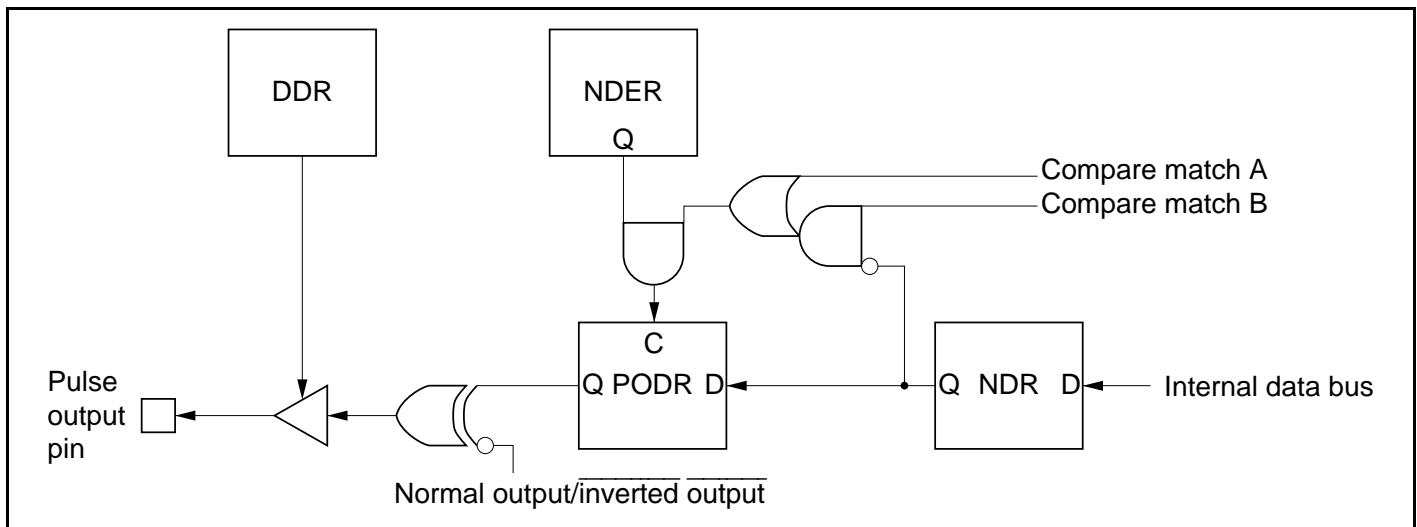 DDR
NDER
Q
Compare match A
Compare match B
C
Q PODR D
Q NDR D
Internal data bus
Pulse
output
pin
Normal output/inverted output